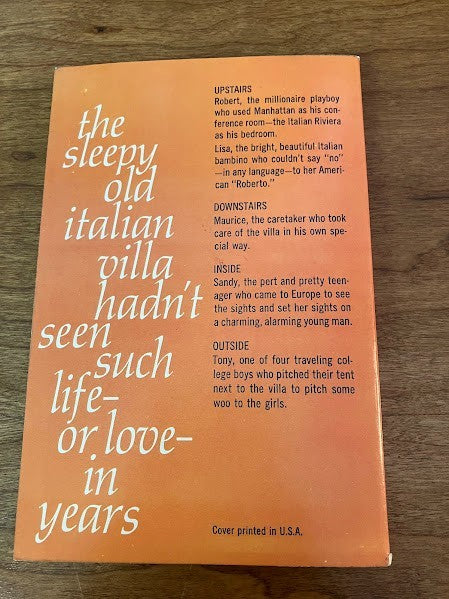 the
sleepy
old
italian
villa
hadn't
seen
such
life–
or love–
in
years
UPSTAIRS
Robert, the millionaire playboy
who used Manhattan as his con-
ference room—the Italian Riviera
as his bedroom.
Lisa, the bright, beautiful Italian
bambino who couldn't say "no"
—in any language—to her Ameri-
can "Roberto."
DOWNSTAIRS
Maurice, the caretaker who took
care of the villa in his own spe-
cial way.
INSIDE
Sandy, the pert and pretty teen-
ager who came to Europe to see
the sights and set her sights on
a charming, alarming young man.
OUTSIDE
Tony, one of four traveling col-
lege boys who pitched their tent
next to the villa to pitch some
woo to the girls.
Cover printed in U.S.A.